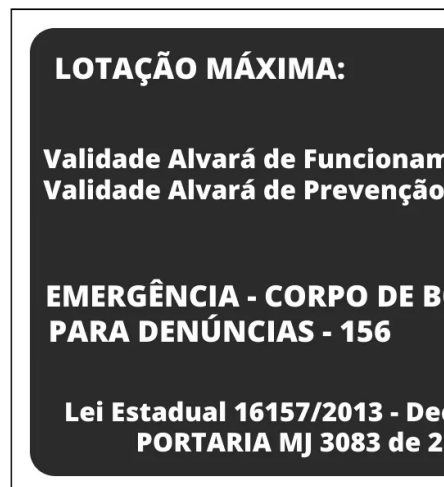 LOTAÇÃO MÁXIMA:
Validade Alvará de
Validade Alvará de Prevenção
EMERGÊNCIA - CORPO DE
PARA DENÚNCIAS - 156
Lei Estadual 16157/2013 -
PORTARIA MJ 3083 de